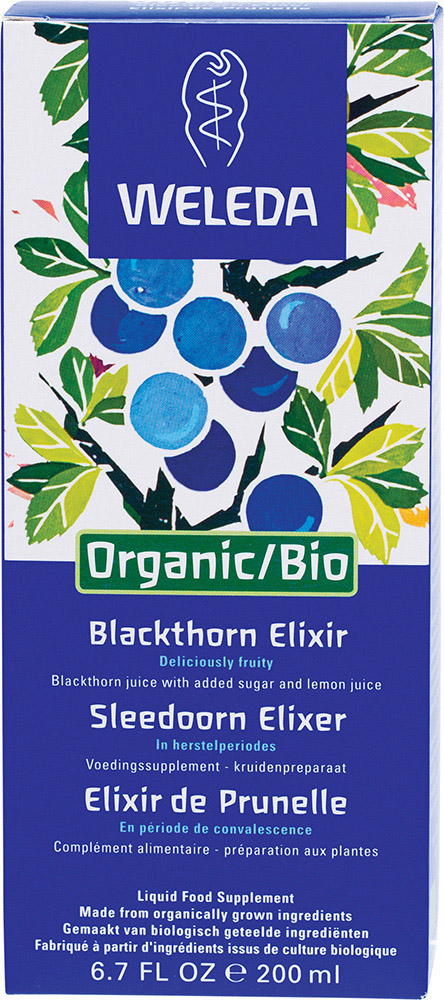 Elixir de Prunelle
WELEDA
Organic/Bio
Blackthorn Elixir
Deliciously fruity
Blackthorn juice with added sugar and lemon juice
Sleedoorn Elixer
In herstelperiodes
Voedingssupplement - kruidenpreparaat
Elixir de Prunelle
En période de convalescence
Complément alimentaire - préparation aux plantes
Liquid Food Supplement
Made from organically grown ingredients
Gemaakt van biologisch geteelde ingrediënten
Fabriqué à partir d'ingrédients issus de culture biologique
6.7 FL OZ ℮ 200 ml